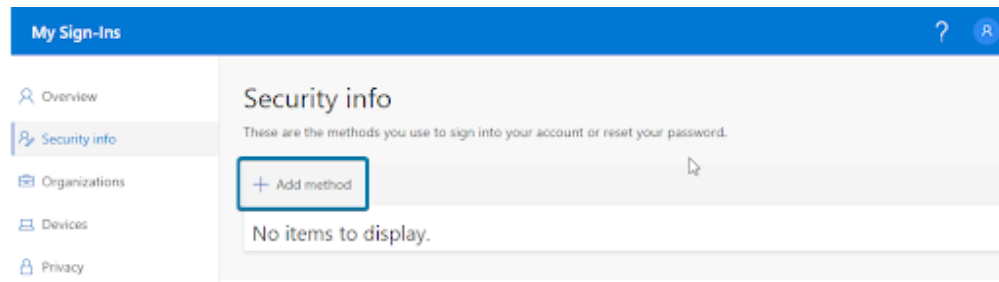 My Sign-Ins
?
Overview
Security info
Organizations
Devices
Privacy
Security info
These are the methods you use to sign into your account or reset your password.
+ Add method
No items to display.